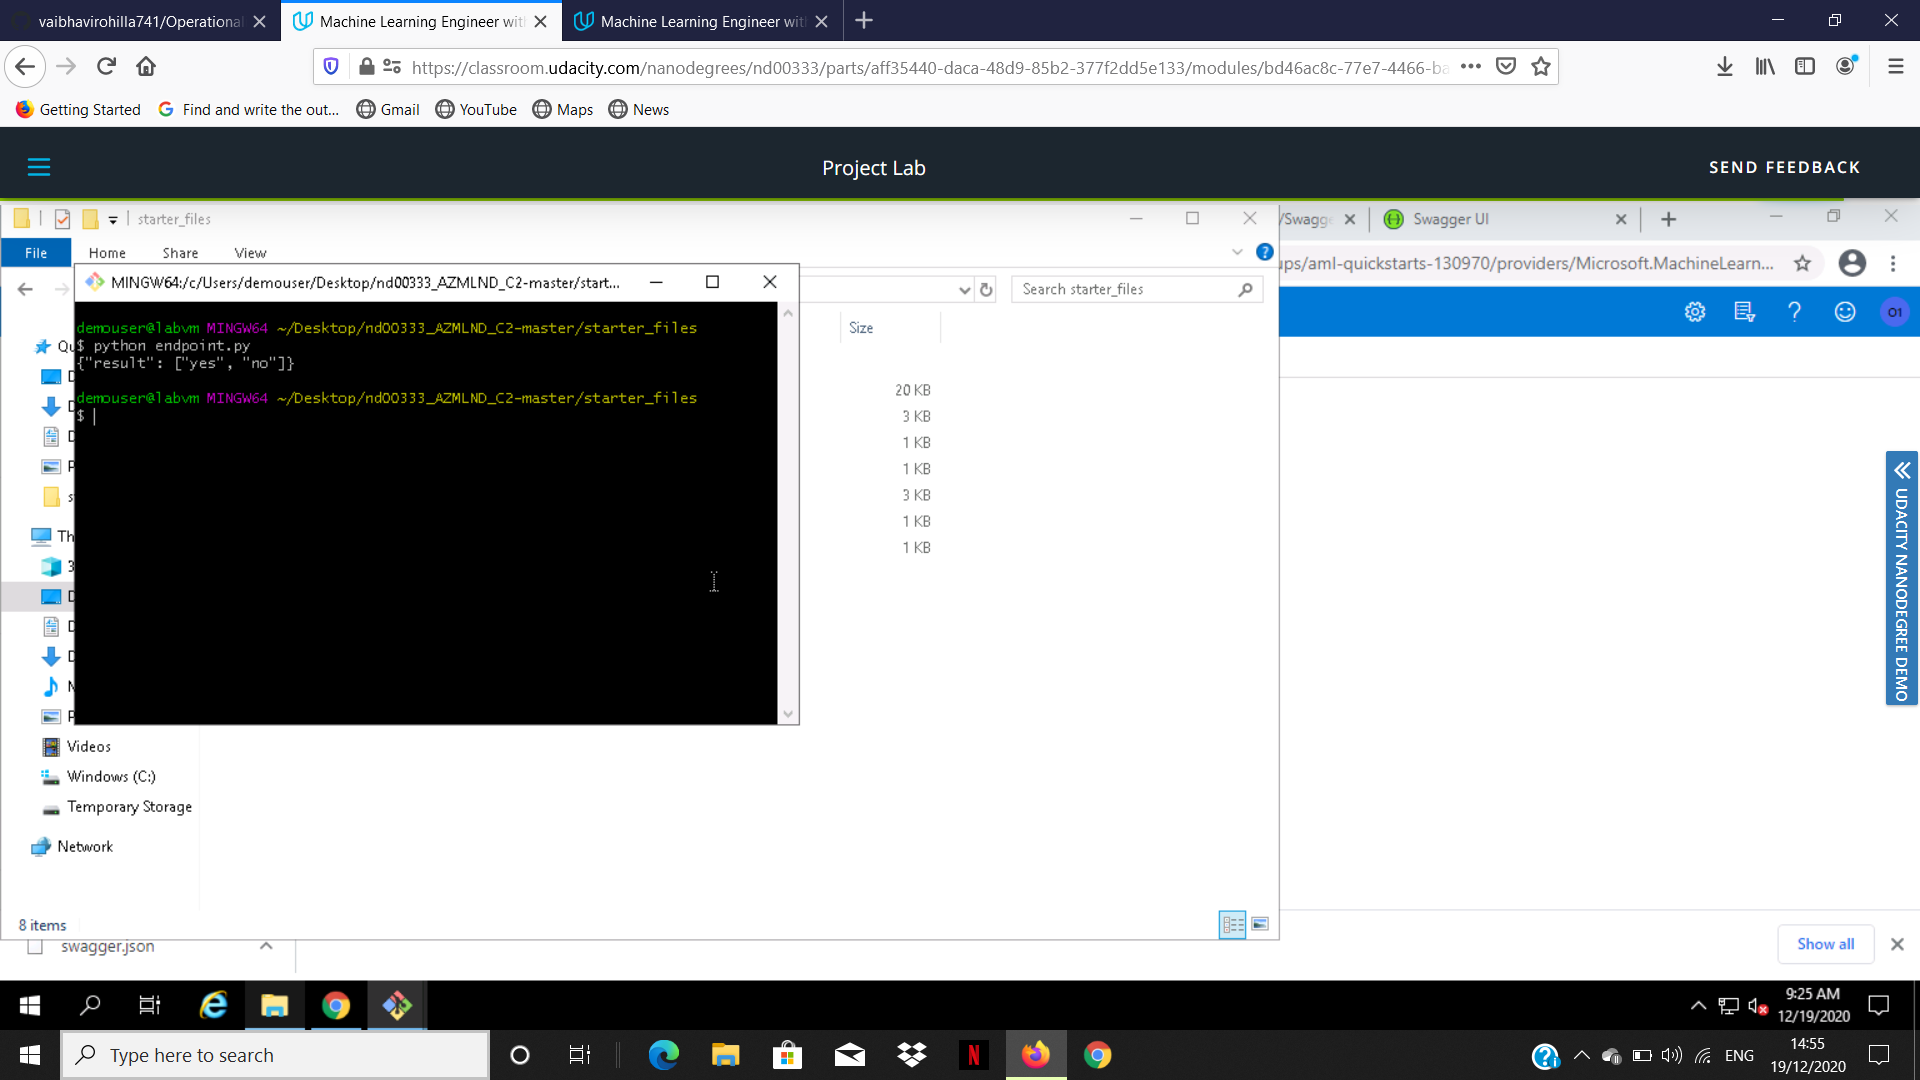 vaibhavirohilla741/Operational
Machine Learning Engineer wit
Machine Learning Engineer wit
https://classroom.udacity.com/nanodegrees/nd00333/parts/aff35440-daca-48d9-85b2-377f2dd5e133/modules/bd46ac8c-77e7-4466-ba
Getting Started
Find and write the out...
Gmail
YouTube
Maps
News
Project Lab
SEND FEEDBACK
starter_files
/Swagge
Swagger UI
File
Home
Share
View
ups/aml-quickstarts-130970/providers/Microsoft.MachineLearn...
MINGW64:/c/Users/demouser/Desktop/nd00333_AZMLND_C2-master/start...
Search starter_files
O1
Size
demouser@labvm MINGW64 ~/Desktop/nd00333_AZMLND_C2-master/starter_files
$ python endpoint.py
{"result": ["yes", "no"]}
demouser@labvm MINGW64 ~/Desktop/nd00333_AZMLND_C2-master/starter_files
$
Qu
Th
20 KB
3 KB
1 KB
1 KB
3 KB
1 KB
1 KB
UDACITY NANODEGREE DEMO
Videos
Windows (C:)
Temporary Storage
Network
8 items
swagger.json
Show all
9:25 AM
12/19/2020
Type here to search
ENG
14:55
19/12/2020